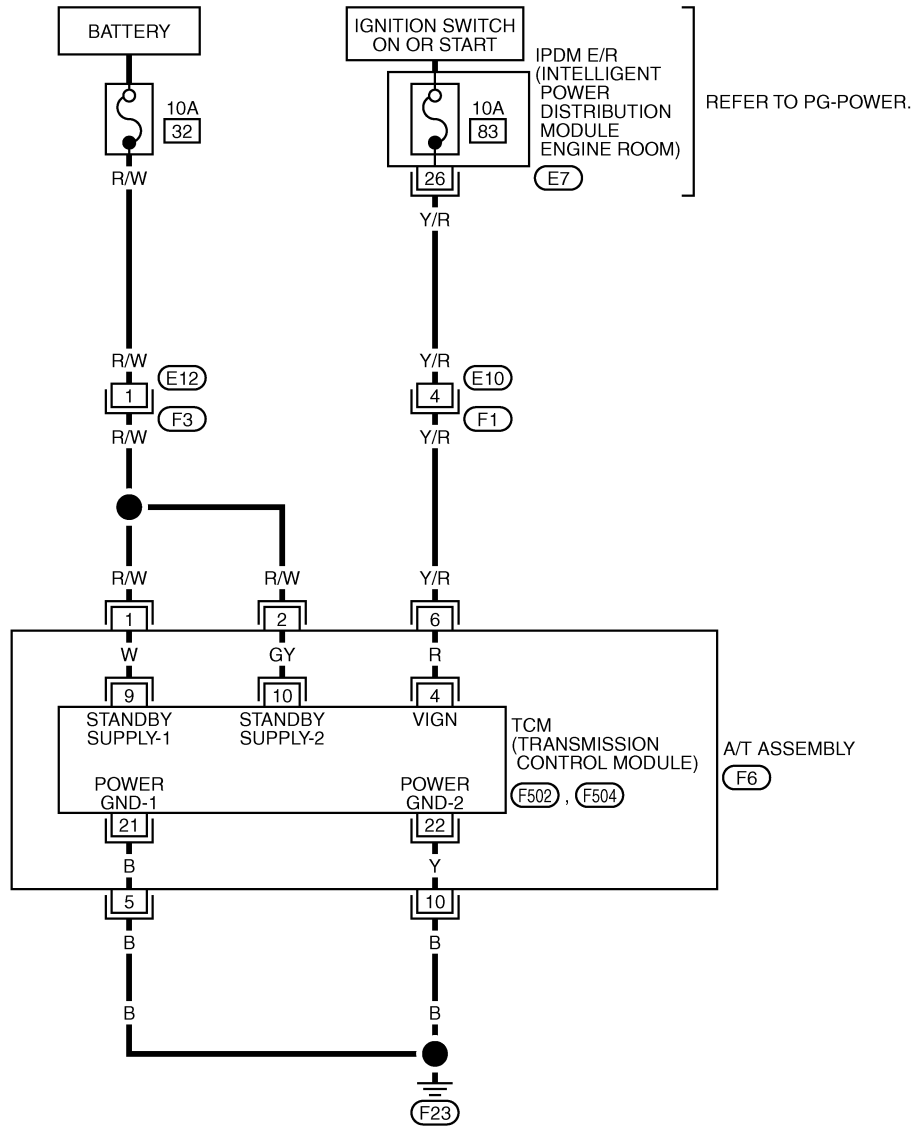 BATTERY
IGNITION SWITCH
ON OR START
IPDM E/R
(INTELLIGENT
POWER
DISTRIBUTION
MODULE
ENGINE ROOM)
REFER TO PG-POWER.
10A
32
10A
83
26
E7
R/W
Y/R
R/W
Y/R
1
E12
4
E10
F3
F1
R/W
Y/R
R/W
R/W
Y/R
1
2
6
W
GY
R
9
10
4
STANDBY
SUPPLY-1
STANDBY
SUPPLY-2
VIGN
TCM
(TRANSMISSION
CONTROL MODULE)
F502 , F504
A/T ASSEMBLY
F6
POWER
GND-1
POWER
GND-2
21
22
B
Y
5
10
B
B
B
B
F23